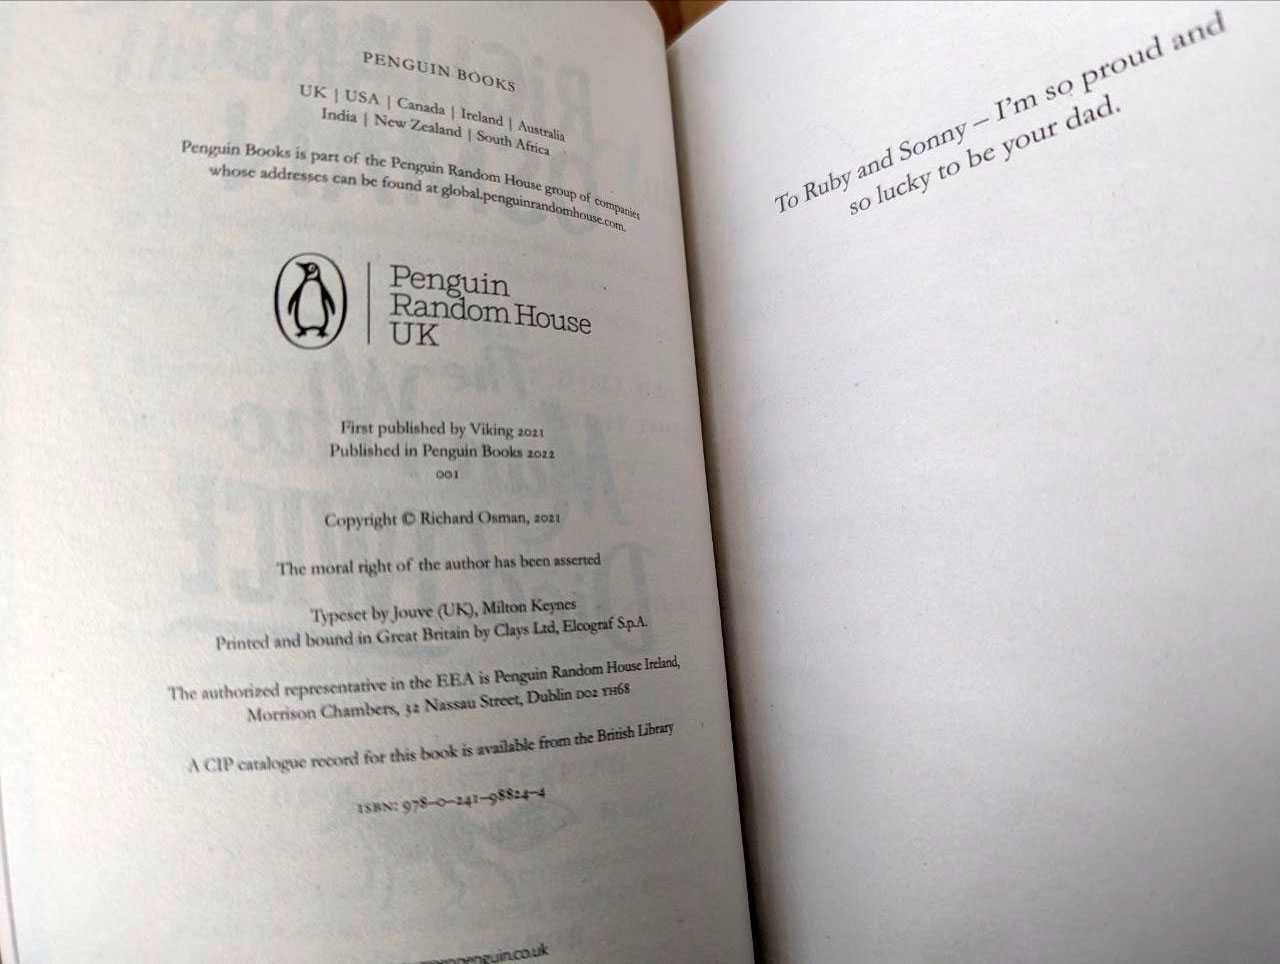 PENGUIN BOOKS
UK | USA | Canada | Ireland | Australia
India | New Zealand | South Africa
Penguin Books is part of the Penguin Random House group of companies
whose addresses can be found at global.penguinrandomhouse.com.
Penguin
Random House
UK
First published by Viking 2021
Published in Penguin Books 2022
001
Copyright © Richard Osman, 2021
The moral right of the author has been asserted
Typeset by Jouve (UK), Milton Keynes
Printed and bound in Great Britain by Clays Ltd, Elcograf S.p.A.
The authorized representative in the EEA is Penguin Random House Ireland,
Morrison Chambers, 32 Nassau Street, Dublin D02 YH68
A CIP catalogue record for this book is available from the British Library
ISBN: 978–0–241–98824–4
To Ruby and Sonny – I'm so proud and
so lucky to be your dad.